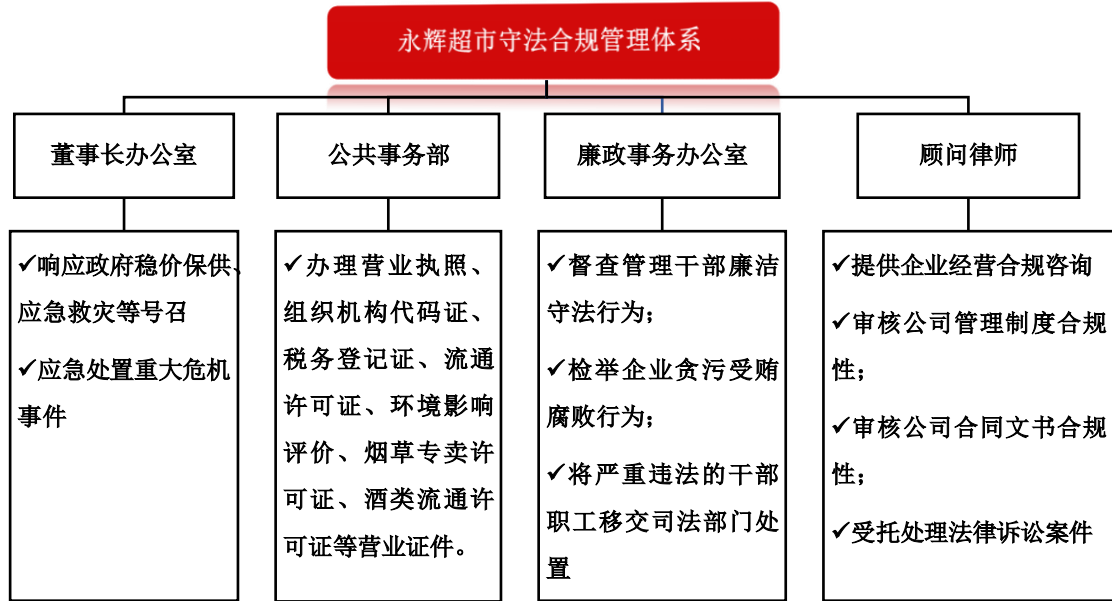 永辉超市守法合规管理体系
董事长办公室
公共事务部
廉政事务办公室
顾问律师
✓响应政府稳价保供、
应急救灾等号召
✓应急处置重大危机
事件
✓办理营业执照、
组织机构代码证、
税务登记证、流通
许可证、环境影响
评价、烟草专卖许
可证、酒类流通许
可证等营业证件。
✓督查管理干部廉洁
守法行为；
✓检举企业贪污受贿
腐败行为；
✓将严重违法的干部
职工移交司法部门处
置
✓提供企业经营合规咨询
✓审核公司管理制度合规
性；
✓审核公司合同文书合规
性；
✓受托处理法律诉讼案件